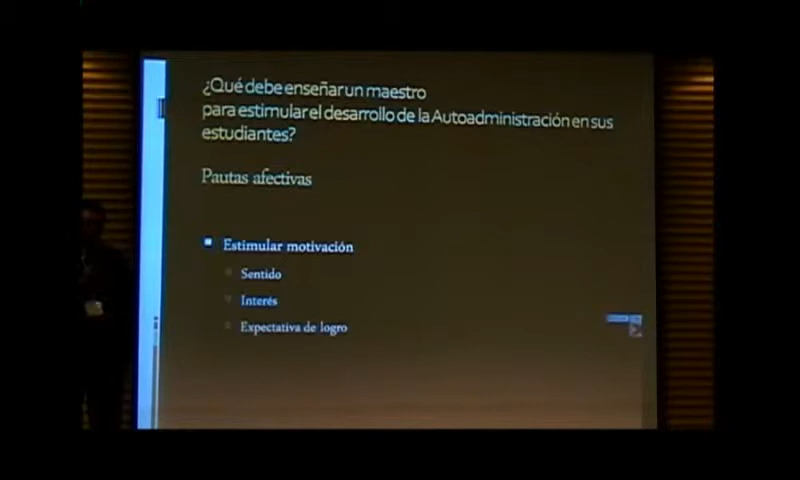 ¿Qué debe enseñar un maestro
para estimular el desarrollo de la Autoadministración en sus
estudiantes?
Pautas afectivas
Estimular motivación
Sentido
Interés
Expectativa de logro